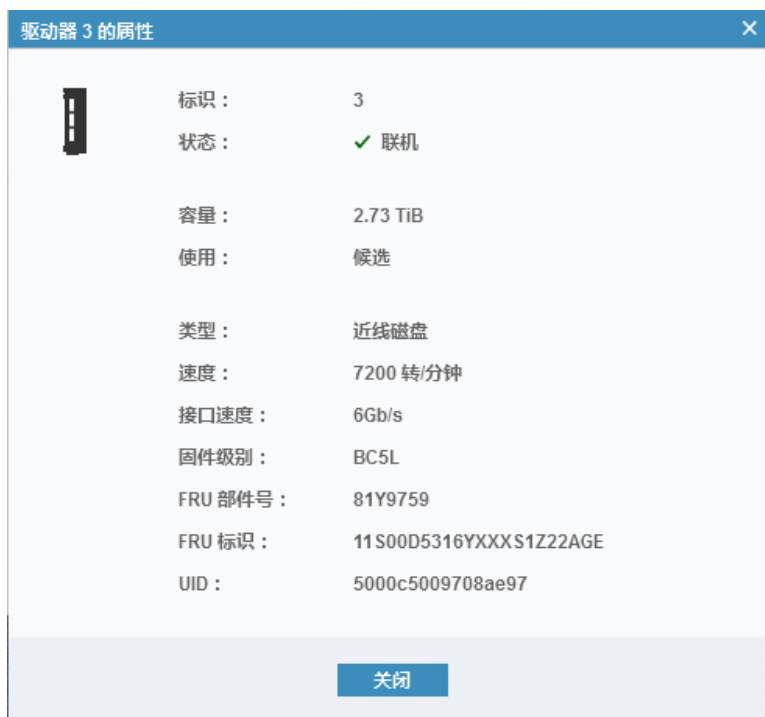 驱动器 3 的属性
标识： 3
状态： 联机
容量： 2.73 TiB
使用： 候选
类型： 近线磁盘
速度： 7200 转/分钟
接口速度： 6Gb/s
固件级别： BC5L
FRU 部件号： 81Y9759
FRU 标识： 11S00D5316YXXXS1Z22AGE
UID： 5000c5009708ae97
关闭